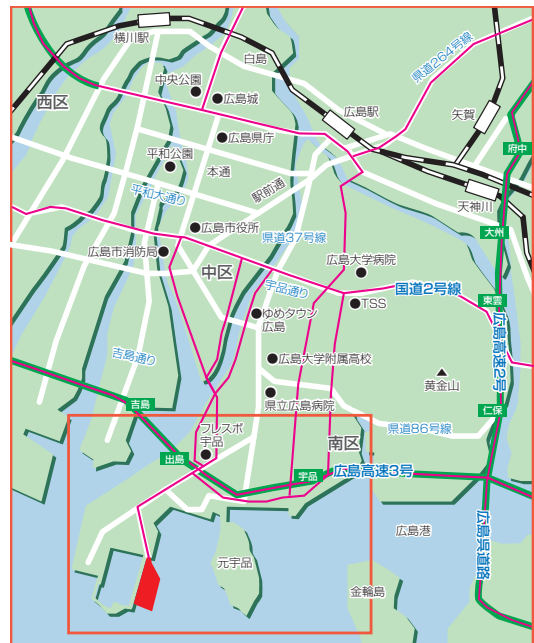 横川駅
白島
県道264号線
中央公園
西区
広島城
広島駅
矢賀
広島県庁
府中
平和公園
本通
駅前通
平和大通り
天神川
広島市役所
大州
県道37号線
広島市消防局
広島大学病院
中区
宇品通り
国道2号線
東雲
TSS
ゆめタウン
広島
広島高速2号
吉島通り
広島大学附属高校
黄金山
県立広島病院
吉島
仁保
フレスポ
宇品
県道86号線
南区
出島
宇品
広島高速3号
広島港
広島県道路
元宇品
金輪島